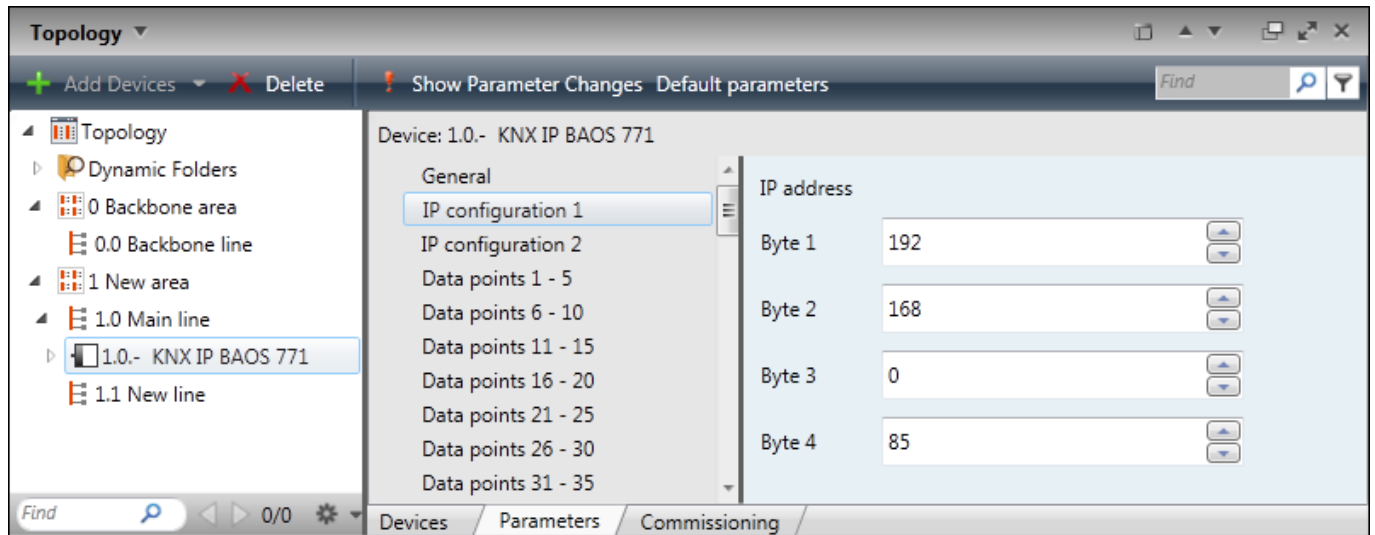 Topology
Add Devices Delete Show Parameter Changes Default parameters Find
Topology
Dynamic Folders
0 Backbone area
0.0 Backbone line
1 New area
1.0 Main line
1.0.- KNX IP BAOS 771
1.1 New line
Find 0/0
Device: 1.0.- KNX IP BAOS 771
General
IP configuration 1
IP configuration 2
Data points 1 - 5
Data points 6 - 10
Data points 11 - 15
Data points 16 - 20
Data points 21 - 25
Data points 26 - 30
Data points 31 - 35
IP address
Byte 1 192
Byte 2 168
Byte 3 0
Byte 4 85
Devices Parameters Commissioning